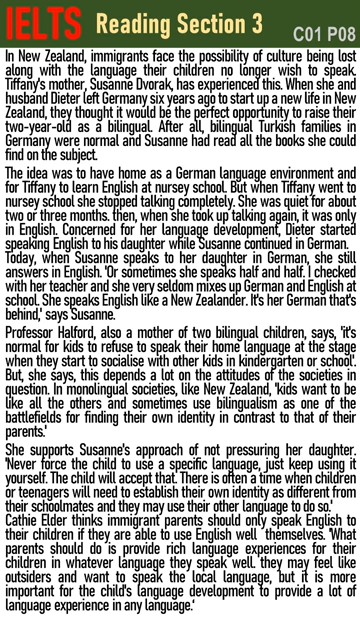 IELTS Reading Section 3 C01 P08
In New Zealand, immigrants face the possibility of culture being lost
along with the language their children no longer wish to speak.
Tiffany's mother, Susanne Dvorak, has experienced this. When she and
husband Dieter left Germany six years ago to start up a new life in New
Zealand, they thought it would be the perfect opportunity to raise their
two-year-old as a bilingual. After all, bilingual Turkish families in
Germany were normal and Susanne had read all the books she could
find on the subject.
The idea was to have home as a German language environment and
for Tiffany to learn English at nursey school. But when Tiffany went to
nursey school she stopped talking completely. She was quiet for about
two or three months. then, when she took up talking again, it was only
in English. Concerned for her language development, Dieter started
speaking English to his daughter while Susanne continued in German.
Today, when Susanne speaks to her daughter in German, she still
answers in English. 'Or sometimes she speaks half and half. I checked
with her teacher and she very seldom mixes up German and English at
school. She speaks English like a New Zealander. It's her German that's
behind,' says Susanne.
Professor Halford, also a mother of two bilingual children, says, 'it's
normal for kids to refuse to speak their home language at the stage
when they start to socialise with other kids in kindergarten or school'.
But, she says, this depends a lot on the attitudes of the societies in
question. In monolingual societies, like New Zealand, 'kids want to be
like all the others and sometimes use bilingualism as one of the
battlefields for finding their own identity in contrast to that of their
parents.'
She supports Susanne's approach of not pressuring her daughter.
'Never force the child to use a specific language, just keep using it
yourself. The child will accept that. There is often a time when children
or teenagers will need to establish their own identity as different from
their schoolmates and they may use their other language to do so.'
Cathie Elder thinks immigrant parents should only speak English to
their children if they are able to use English well themselves. 'What
parents should do is provide rich language experiences for their
children in whatever language they speak well. they may feel like
outsiders and want to speak the local language, but it is more
important for the child's language development to provide a lot of
language experience in any language.'